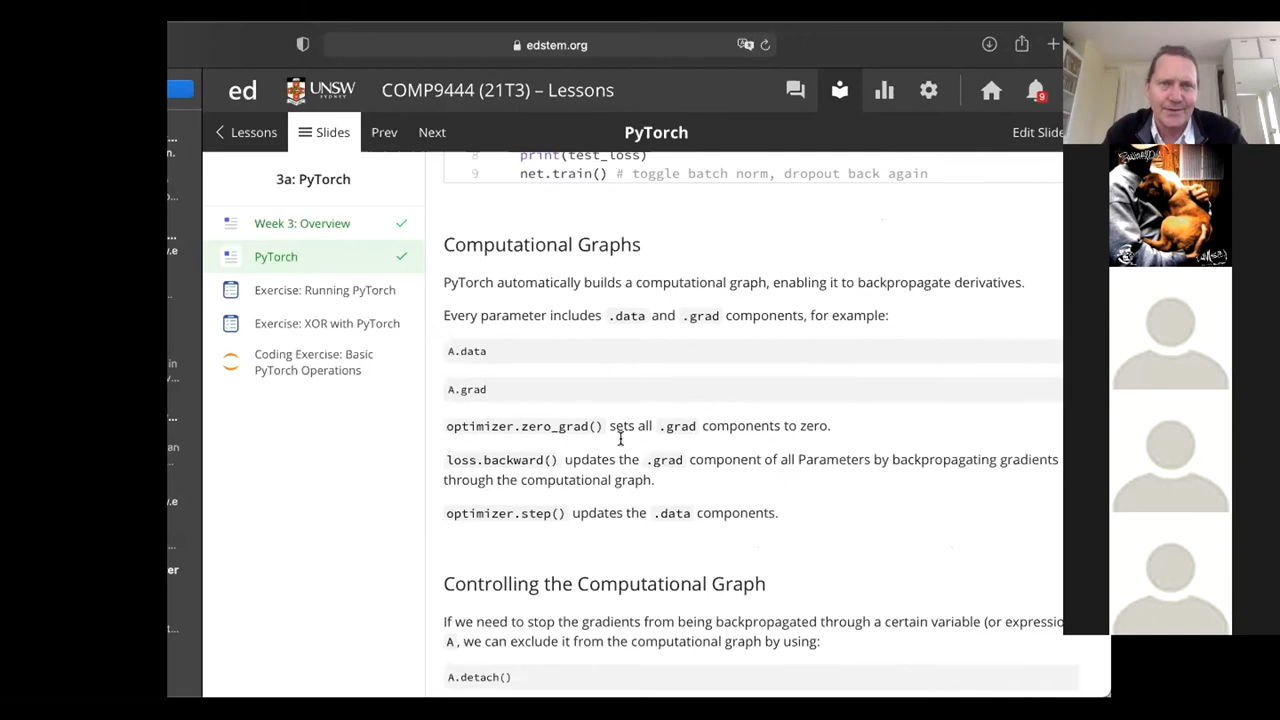 edstem.org
ed
UNSW
SYDNEY
COMP9444 (21T3) – Lessons
9
Lessons
Slides
Prev
Next
PyTorch
Edit Slide
3a: PyTorch
Week 3: Overview
PyTorch
Exercise: Running PyTorch
Exercise: XOR with PyTorch
Coding Exercise: Basic
PyTorch Operations
8 print(test_loss)
9 net.train() # toggle batch norm, dropout back again
Computational Graphs
PyTorch automatically builds a computational graph, enabling it to backpropagate derivatives.
Every parameter includes .data and .grad components, for example:
A.data
A.grad
optimizer.zero_grad() sets all .grad components to zero.
loss.backward() updates the .grad component of all Parameters by backpropagating gradients
through the computational graph.
optimizer.step() updates the .data components.
Controlling the Computational Graph
If we need to stop the gradients from being backpropagated through a certain variable (or expressio
A, we can exclude it from the computational graph by using:
A.detach()